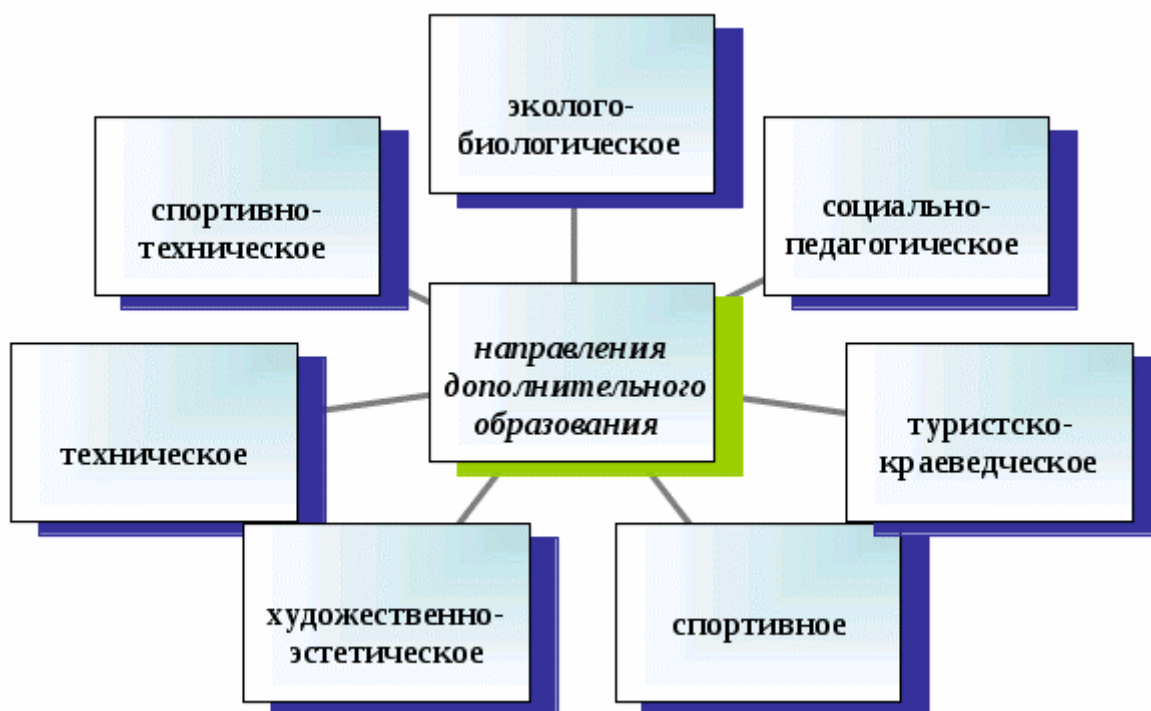 эколого-
биологическое
спортивно-
техническое
социально-
педагогическое
направления
дополнительного
образования
техническое
туристско-
краеведческое
художественно-
эстетическое
спортивное